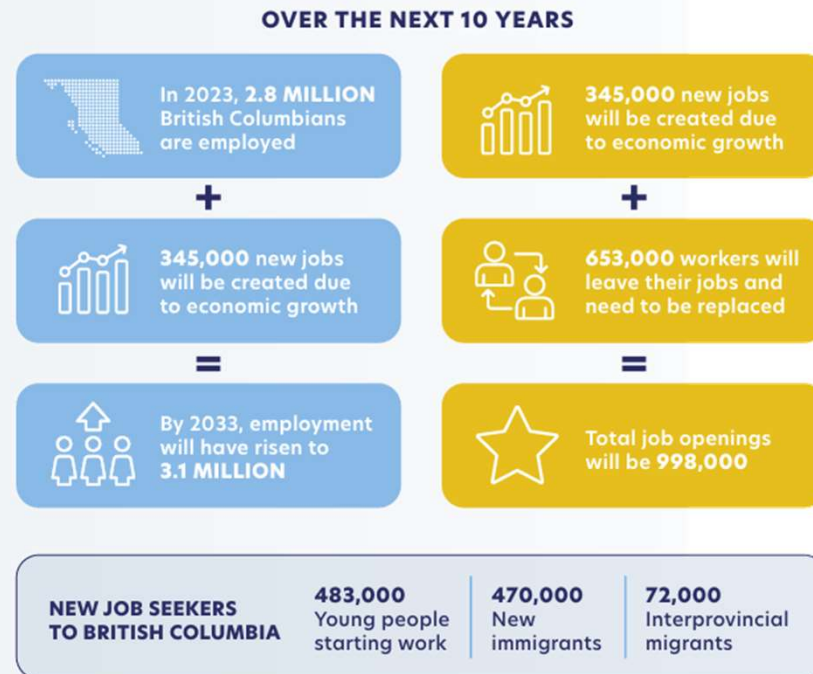 OVER THE NEXT 10 YEARS
In 2023, 2.8 MILLION
British Columbians
are employed
+
345,000 new jobs
will be created due
to economic growth
=
By 2033, employment
will have risen to
3.1 MILLION
345,000 new jobs
will be created due
to economic growth
+
653,000 workers will
leave their jobs and
need to be replaced
=
Total job openings
will be 998,000
NEW JOB SEEKERS
TO BRITISH COLUMBIA
483,000
Young people
starting work
470,000
New
immigrants
72,000
Interprovincial
migrants